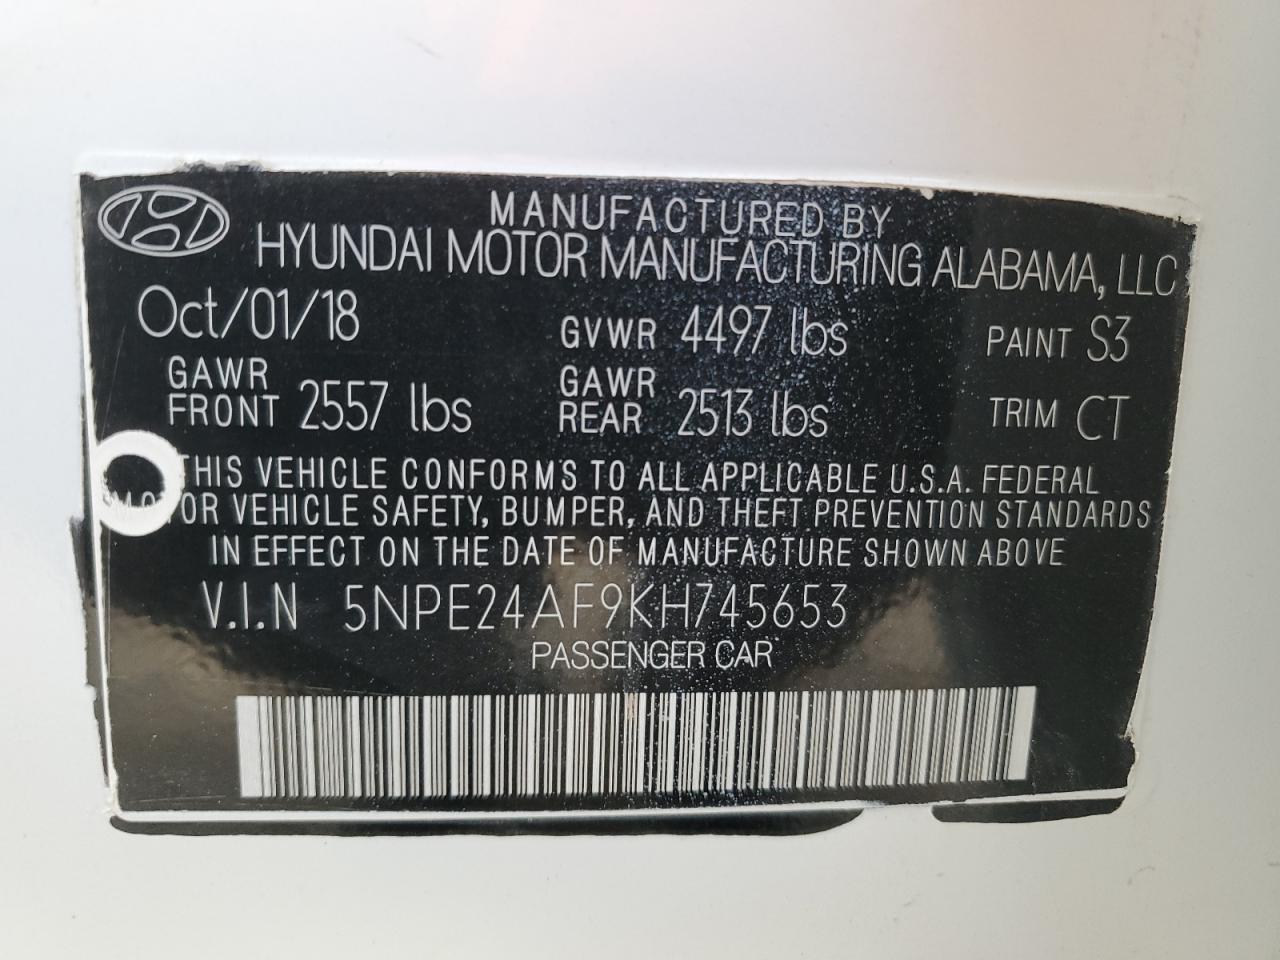 MANUFACTURED BY
HYUNDAI MOTOR MANUFACTURING ALABAMA, LLC
Oct/01/18 GVWR 4497 lbs PAINT S3
GAWR FRONT 2557 lbs GAWR REAR 2513 lbs TRIM CT
THIS VEHICLE CONFORMS TO ALL APPLICABLE U.S.A. FEDERAL
MOTOR VEHICLE SAFETY, BUMPER, AND THEFT PREVENTION STANDARDS
IN EFFECT ON THE DATE OF MANUFACTURE SHOWN ABOVE
V.I.N 5NPE24AF9KH745653
PASSENGER CAR